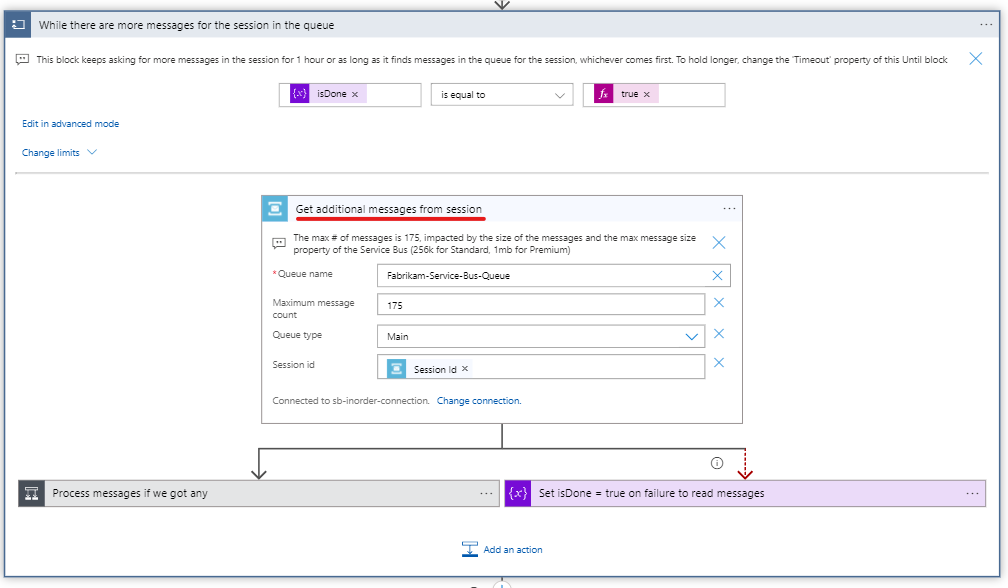 While there are more messages for the session in the queue
This block keeps asking for more messages in the session for 1 hour or as long as it finds messages in the queue for the session, whichever comes first. To hold longer, change the 'Timeout' property of this Until block
{x} isDone × is equal to fx true ×
Edit in advanced mode
Change limits
Get additional messages from session
The max # of messages is 175, impacted by the size of the messages and the max message size
property of the Service Bus (256k for Standard, 1mb for Premium)
* Queue name Fabrikam-Service-Bus-Queue
Maximum message
count
175
Queue type Main
Session id Session Id ×
Connected to sb-inorder-connection. Change connection.
Process messages if we got any
{x} Set isDone = true on failure to read messages
Add an action